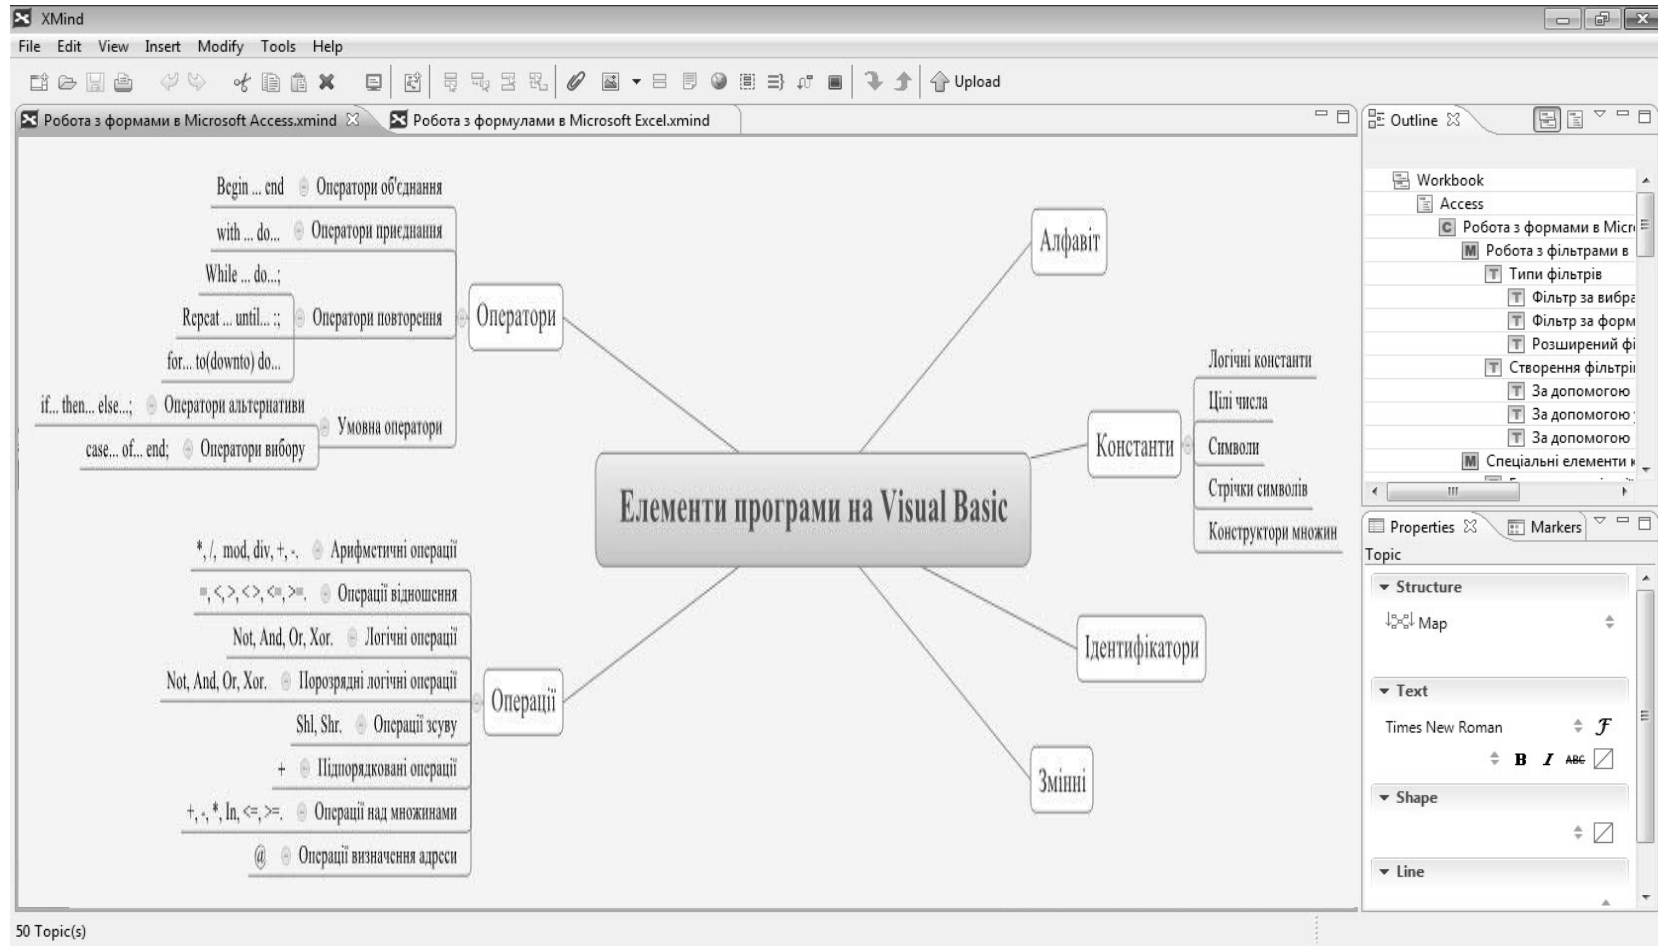 XMind
File Edit View Insert Modify Tools Help
Upload
Робота з формами в Microsoft Access.xmind
Робота з формулами в Microsoft Excel.xmind
Begin ... end Оператори об'єднання
with ... do... Оператори приєднання
While ... do...;
Repeat ... until... :; Оператори повторення
for... to(downto) do...
if... then... else...; Оператори альтернативи
case... of... end; Оператори вибору
Умовна оператори
Оператори
*, /, mod, div, +, -. Арифметичні операції
=, <, >, <>, <=, >=. Операції відношення
Not, And, Or, Xor. Логічні операції
Not, And, Or, Xor. Порозрядні логічні операції
Shl, Shr. Операції зсуву
+ Підпорядковані операції
+, -, *, In, <=, >=. Операції над множинами
@ Операції визначення адреси
Операції
Елементи програми на Visual Basic
Алфавіт
Константи
Логічні константи
Цілі числа
Символи
Стрічки символів
Конструктори множин
Ідентифікатори
Змінні
Outline
Workbook
Access
C Робота з формами в Micr
M Робота з фільтрами в
T Типи фільтрів
T Фільтр за вибра
T Фільтр за форм
T Розширений фі
T Створення фільтрі
T За допомогою
T За допомогою
T За допомогою
M Спеціальні елементи к
Properties
Markers
Topic
Structure
Map
Text
Times New Roman F
B I ABC
Shape
Line
50 Topic(s)